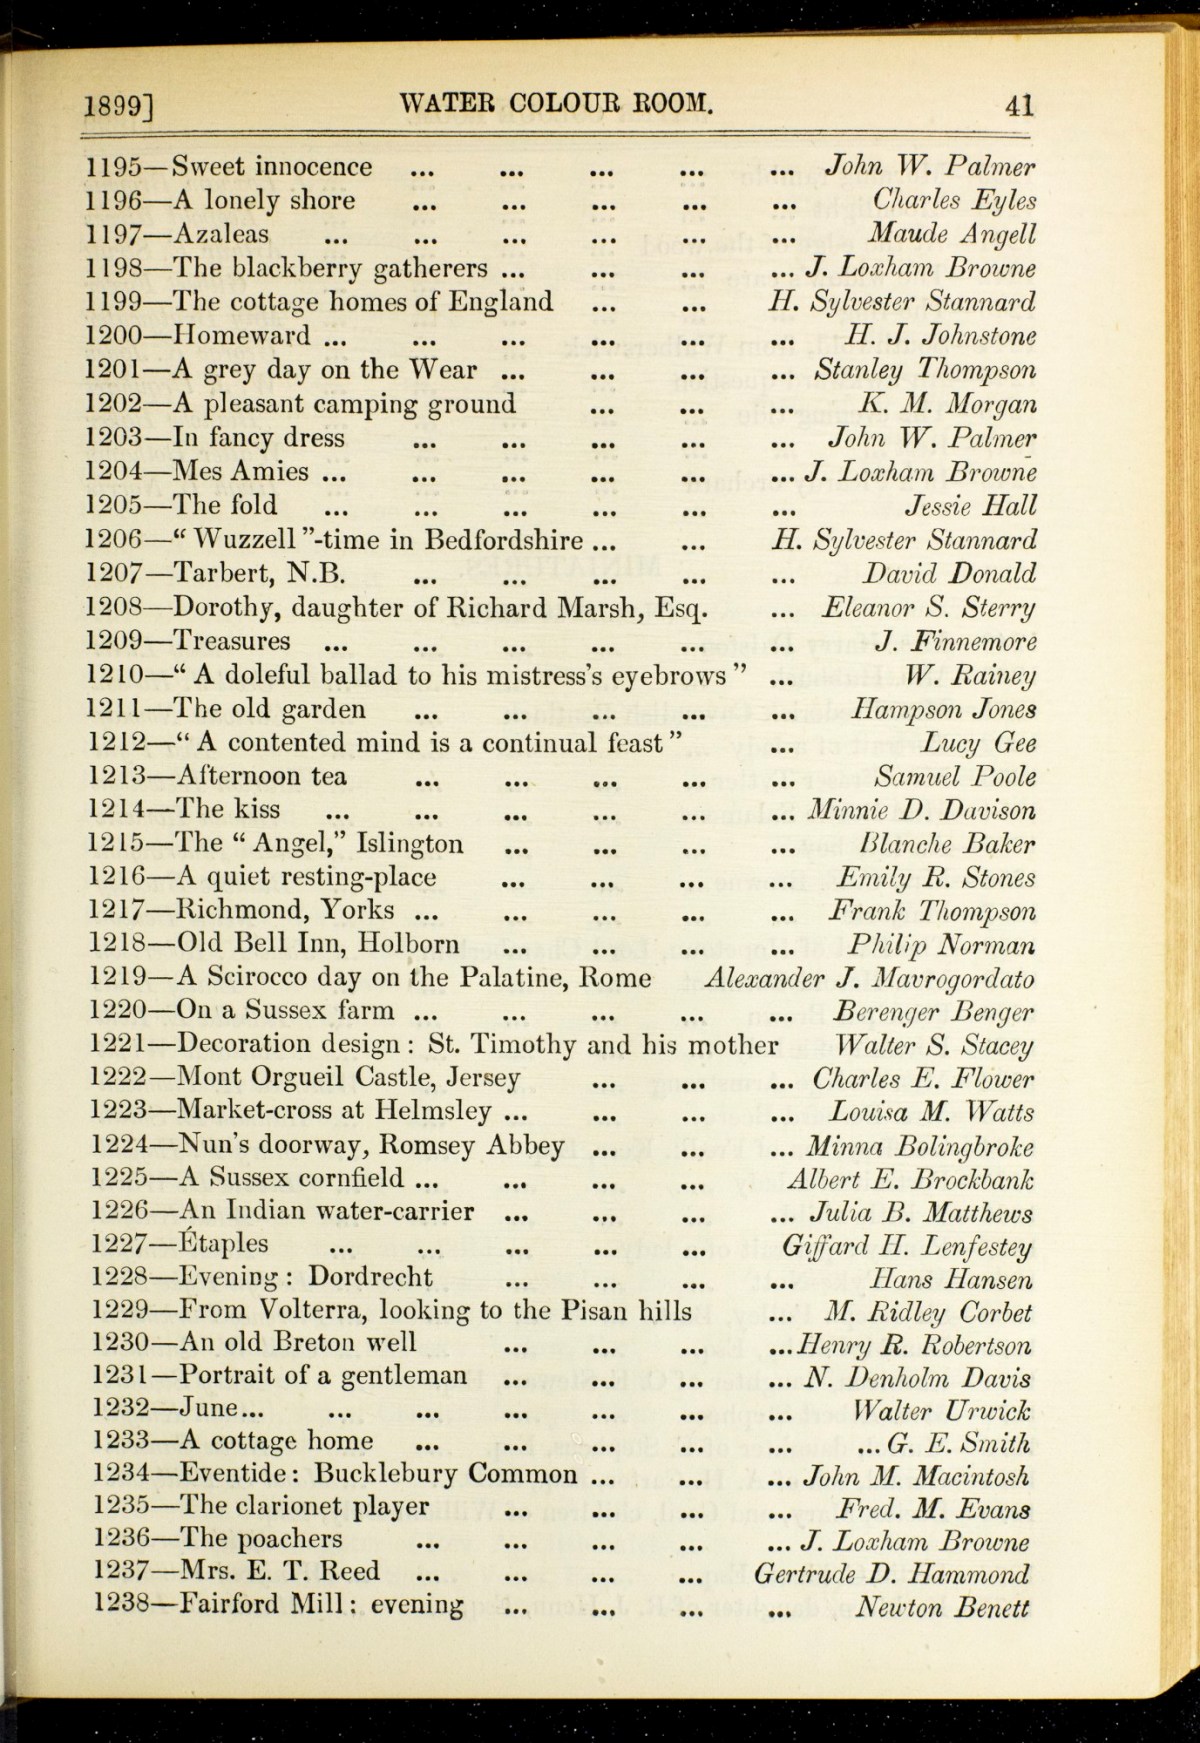 1899] WATER COLOUR ROOM. 41
1195—Sweet innocence ... ... ... ... ... John W. Palmer
1196—A lonely shore ... ... ... ... ... Charles Eyles
1197—Azaleas ... ... ... ... ... ... Maude Angell
1198—The blackberry gatherers ... ... ... ... J. Loxham Browne
1199—The cottage homes of England ... ... H. Sylvester Stannard
1200—Homeward ... ... ... ... ... ... H. J. Johnstone
1201—A grey day on the Wear ... ... ... ... Stanley Thompson
1202—A pleasant camping ground ... ... ... K. M. Morgan
1203—In fancy dress ... ... ... ... ... John W. Palmer
1204—Mes Amies ... ... ... ... ... ... J. Loxham Browne
1205—The fold ... ... ... ... ... ... Jessie Hall
1206—“ Wuzzell ”-time in Bedfordshire ... ... H. Sylvester Stannard
1207—Tarbert, N.B. ... ... ... ... ... David Donald
1208—Dorothy, daughter of Richard Marsh, Esq. ... Eleanor S. Sterry
1209—Treasures ... ... ... ... ... ... J. Finnemore
1210—“ A doleful ballad to his mistress’s eyebrows ” ... W. Rainey
1211—The old garden ... ... ... ... ... Hampson Jones
1212—“ A contented mind is a continual feast ” ... Lucy Gee
1213—Afternoon tea ... ... ... ... ... Samuel Poole
1214—The kiss ... ... ... ... ... ... Minnie D. Davison
1215—The “ Angel,” Islington ... ... ... ... Blanche Baker
1216—A quiet resting-place ... ... ... ... Emily R. Stones
1217—Richmond, Yorks ... ... ... ... ... Frank Thompson
1218—Old Bell Inn, Holborn ... ... ... ... Philip Norman
1219—A Scirocco day on the Palatine, Rome Alexander J. Mavrogordato
1220—On a Sussex farm ... ... ... ... ... Berenger Benger
1221—Decoration design : St. Timothy and his mother Walter S. Stacey
1222—Mont Orgueil Castle, Jersey ... ... ... Charles E. Flower
1223—Market-cross at Helmsley ... ... ... ... Louisa M. Watts
1224—Nun’s doorway, Romsey Abbey ... ... ... Minna Bolingbroke
1225—A Sussex cornfield ... ... ... ... Albert E. Brockbank
1226—An Indian water-carrier ... ... ... ... Julia B. Matthews
1227—Étaples ... ... ... ... ... Giffard H. Lenfestey
1228—Evening : Dordrecht ... ... ... ... Hans Hansen
1229—From Volterra, looking to the Pisan hills ... M. Ridley Corbet
1230—An old Breton well ... ... ... ... Henry R. Robertson
1231—Portrait of a gentleman ... ... ... ... N. Denholm Davis
1232—June... ... ... ... ... ... ... Walter Urwick
1233—A cottage home ... ... ... ... ... ... G. E. Smith
1234—Eventide : Bucklebury Common ... ... ... John M. Macintosh
1235—The clarionet player ... ... ... ... Fred. M. Evans
1236—The poachers ... ... ... ... ... J. Loxham Browne
1237—Mrs. E. T. Reed ... ... ... ... Gertrude D. Hammond
1238—Fairford Mill : evening ... ... ... ... Newton Benett